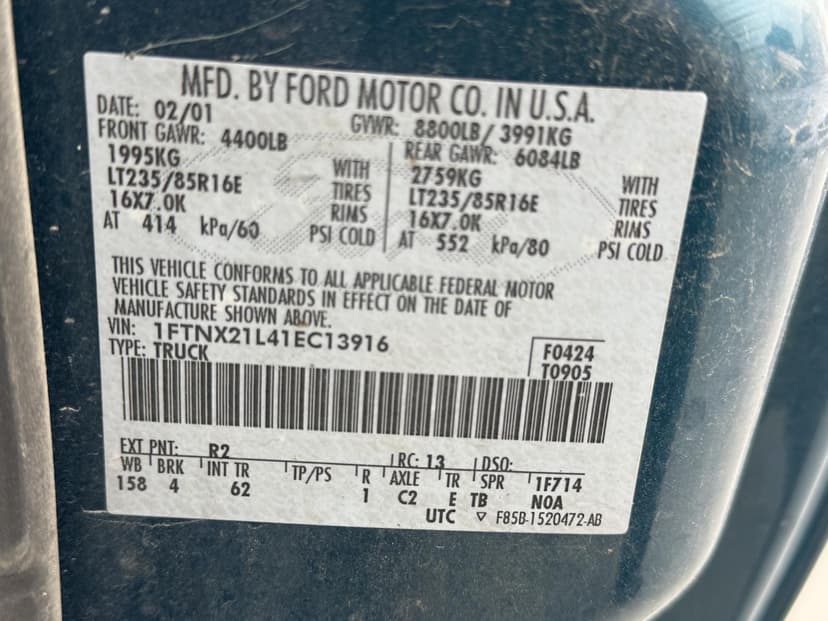 MFD. BY FORD MOTOR CO. IN U.S.A.
DATE: 02/01 GVWR: 8800LB/ 3991KG
FRONT GAWR: 4400LB REAR GAWR: 6084LB
1995KG WITH 2759KG WITH
LT235/85R16E TIRES LT235/85R16E TIRES
16X7.0K RIMS 16X7.0K RIMS
AT 414 kPa/60 PSI COLD AT 552 kPa/80 PSI COLD
THIS VEHICLE CONFORMS TO ALL APPLICABLE FEDERAL MOTOR
VEHICLE SAFETY STANDARDS IN EFFECT ON THE DATE OF
MANUFACTURE SHOWN ABOVE.
VIN: 1FTNX21L41EC13916
TYPE: TRUCK
F0424
T0905
EXT PNT: R2 RC: 13 DSO:
WB BRK INT TR TP/PS R AXLE TR SPR 1F714
158 4 62 1 C2 E TB N0A
UTC ▽ F85B-1520472-AB